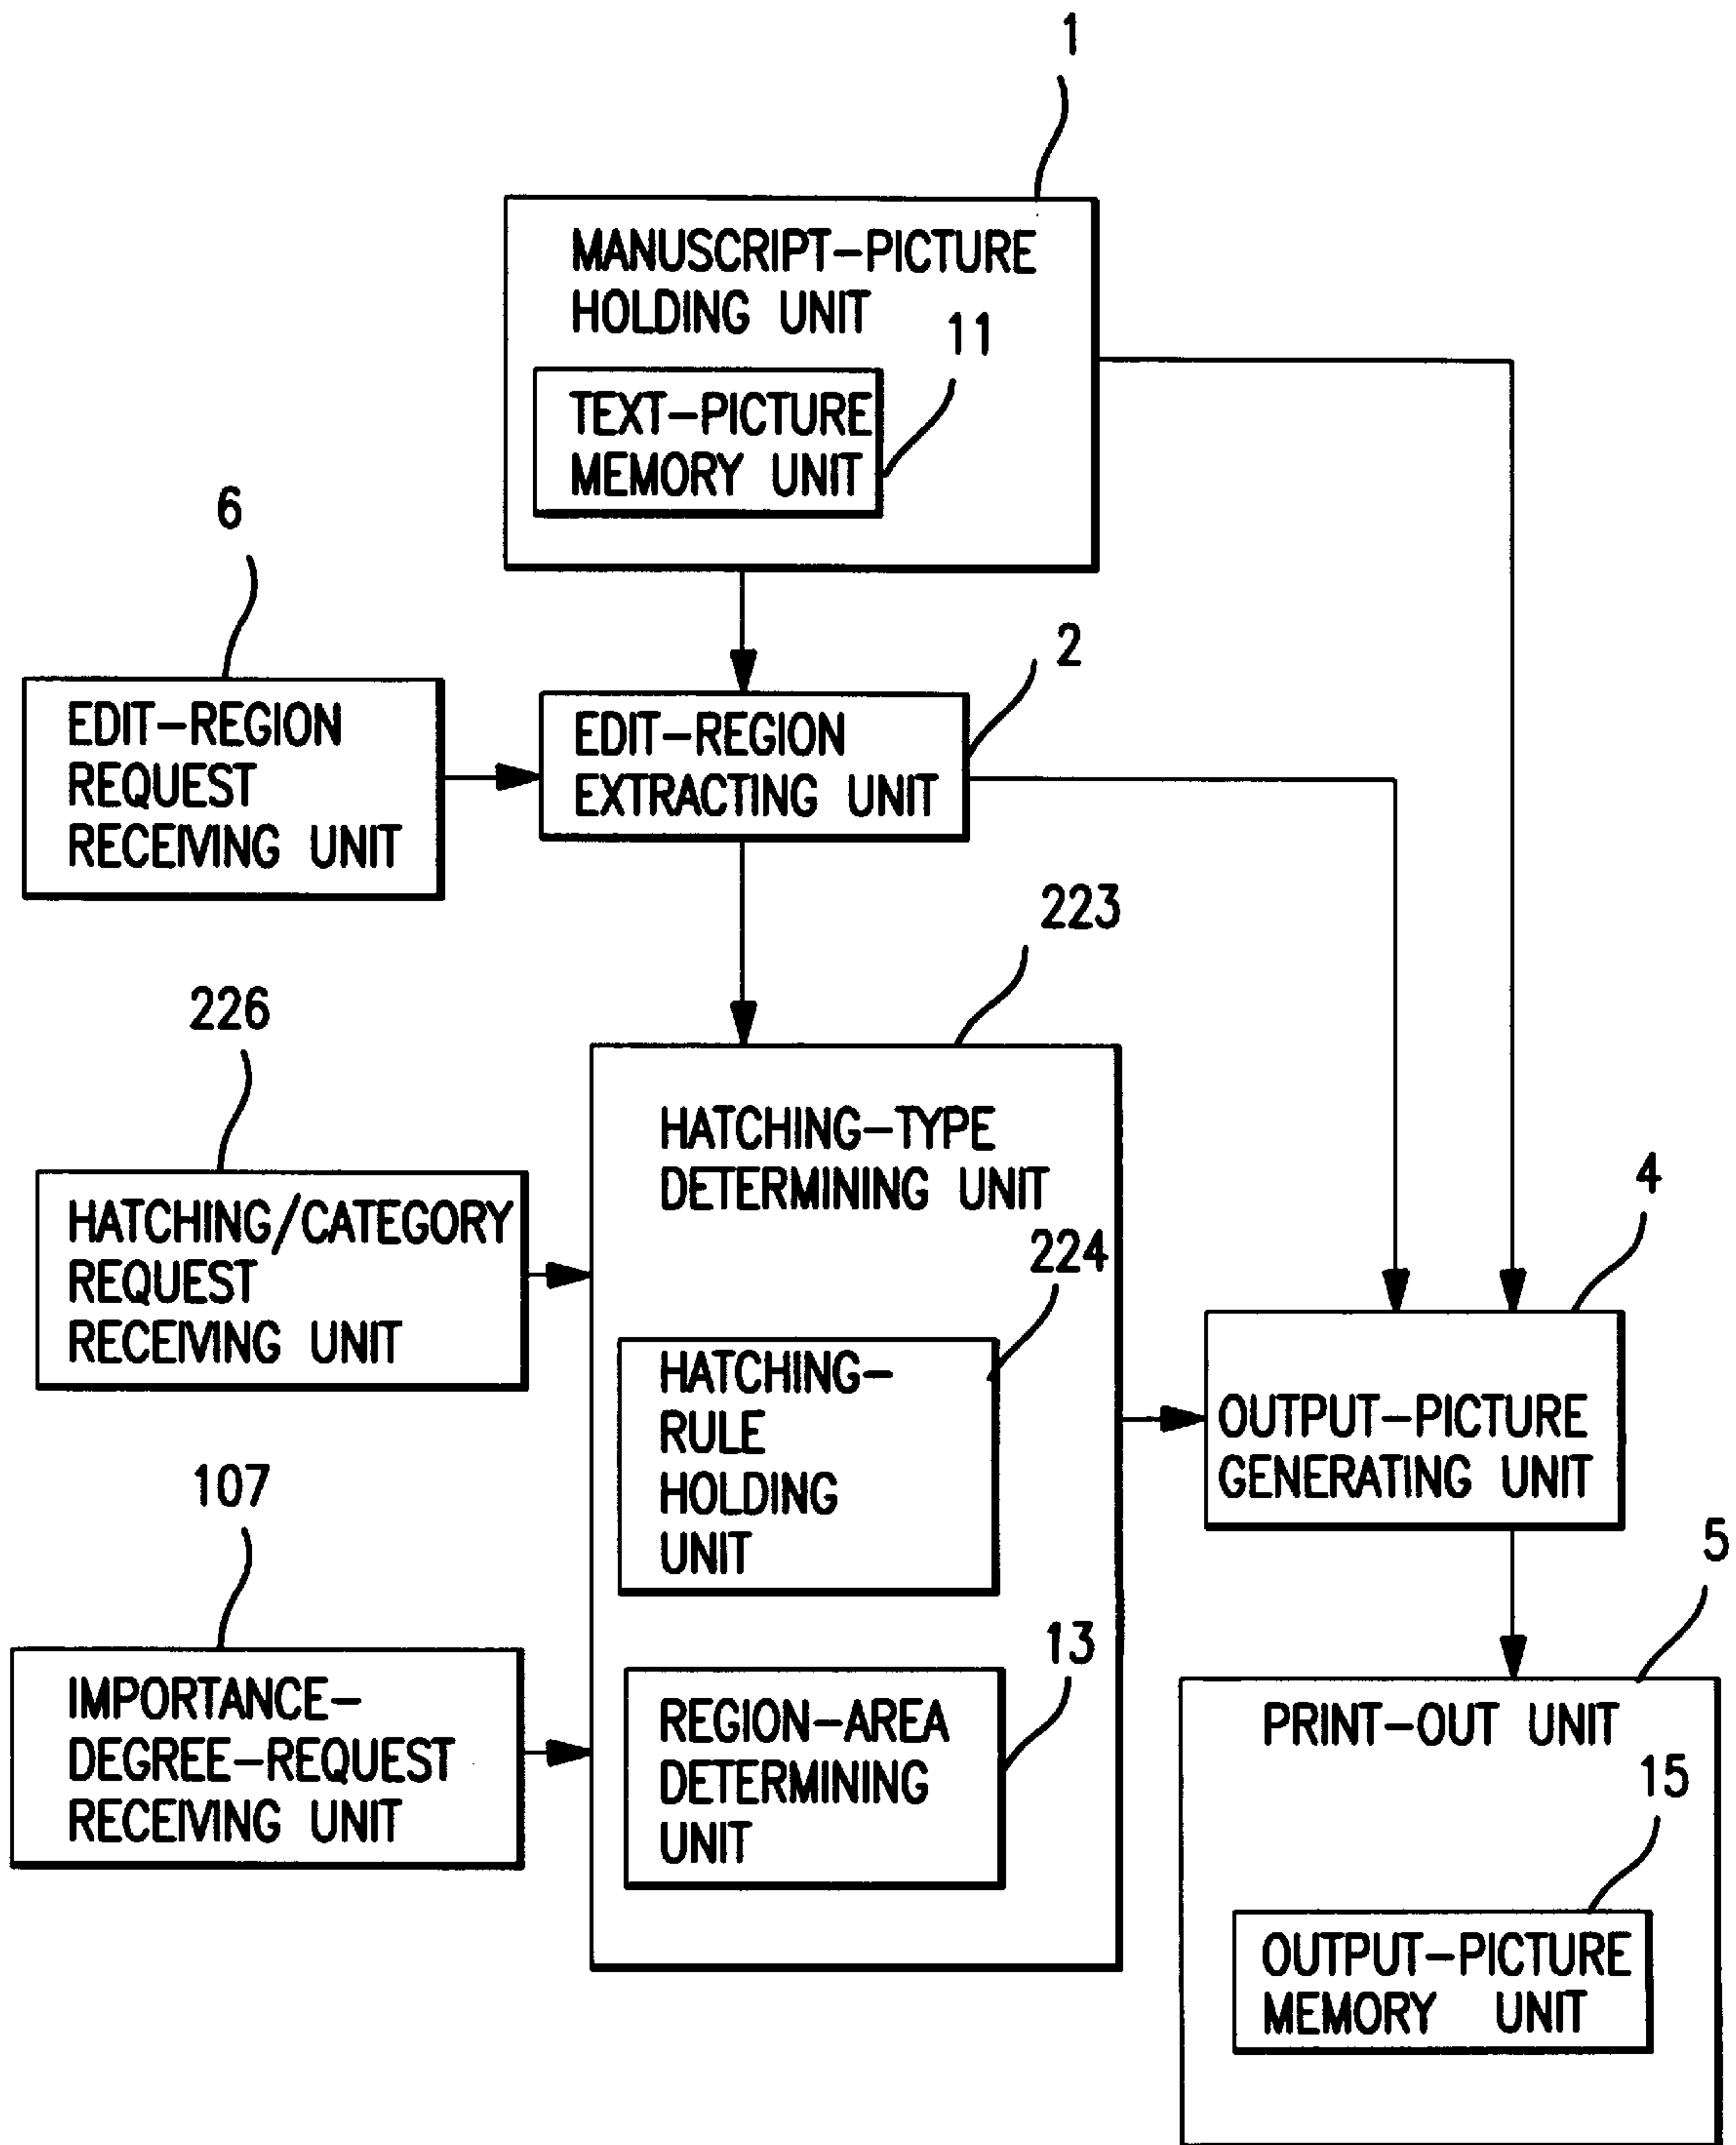 1
MANUSCRIPT-PICTURE
HOLDING UNIT
11
TEXT-PICTURE
MEMORY UNIT
6
EDIT-REGION
REQUEST
RECEIVING UNIT
2
EDIT-REGION
EXTRACTING UNIT
223
226
HATCHING/CATEGORY
REQUEST
RECEIVING UNIT
HATCHING-TYPE
DETERMINING UNIT
224
HATCHING-
RULE
HOLDING
UNIT
4
OUTPUT-PICTURE
GENERATING UNIT
107
IMPORTANCE-
DEGREE-REQUEST
RECEIVING UNIT
13
REGION-AREA
DETERMINING
UNIT
5
PRINT-OUT UNIT
15
OUTPUT-PICTURE
MEMORY UNIT